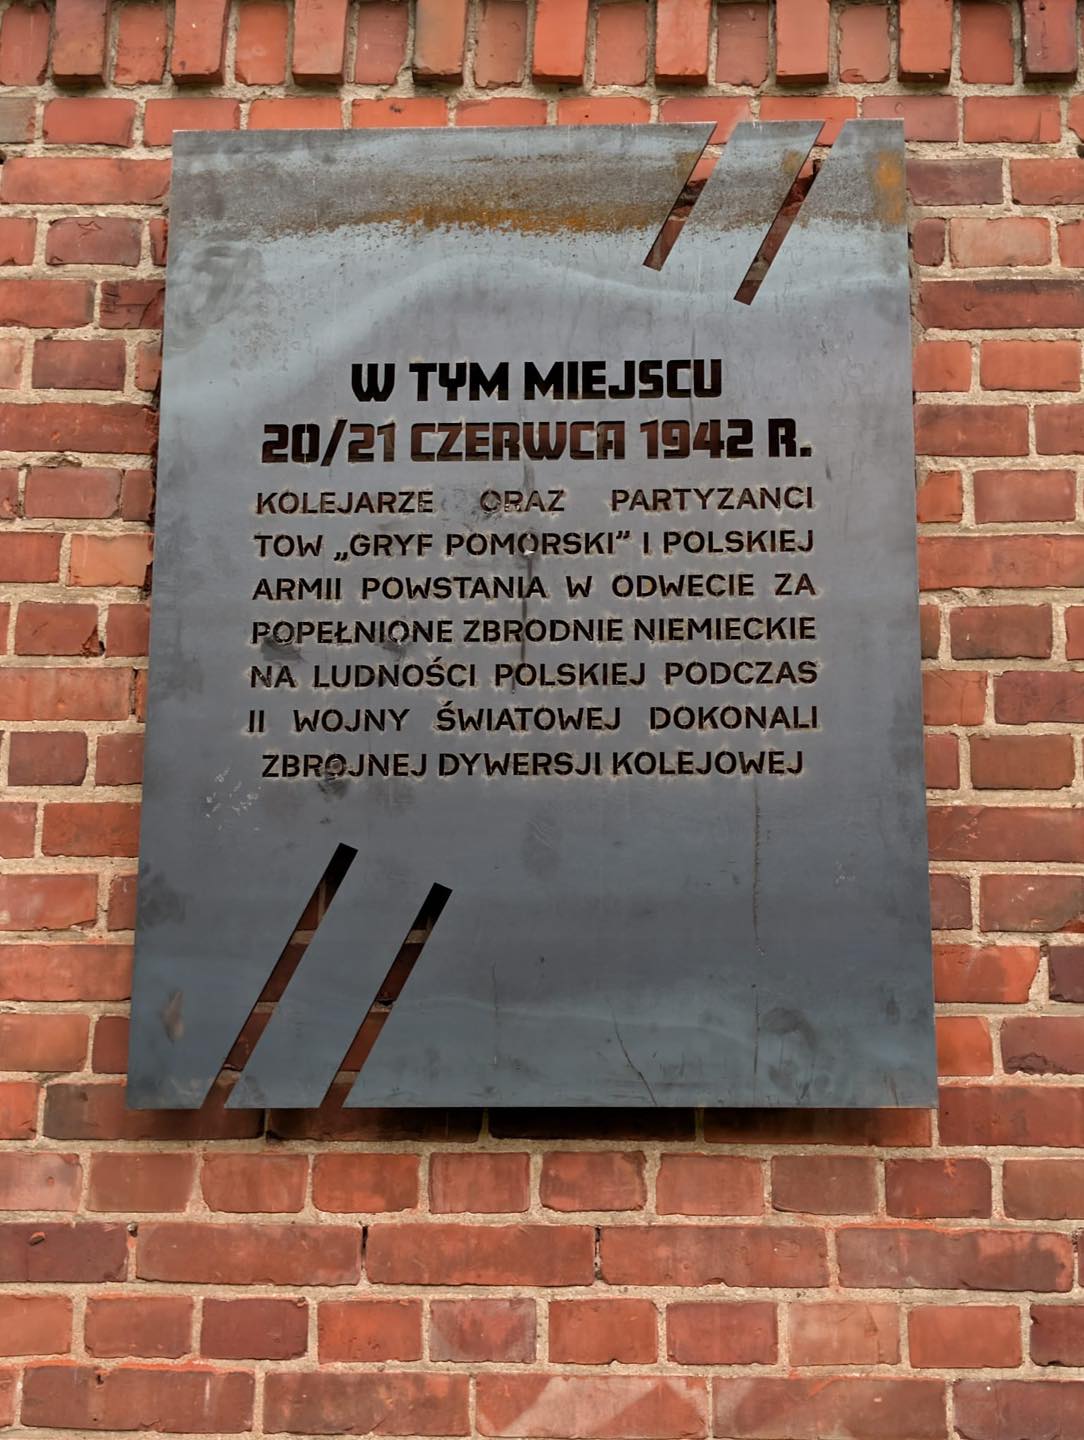 W TYM MIEJSCU
20/21 CZERWCA 1942 R.
KOLEJARZE ORAZ PARTYZANCI
TOW „GRYF POMORSKI” I POLSKIEJ
ARMII POWSTANIA W ODWECIE ZA
POPEŁNIONE ZBRODNIE NIEMIECKIE
NA LUDNOŚCI POLSKIEJ PODCZAS
II WOJNY ŚWIATOWEJ DOKONALI
ZBROJNEJ DYWERSJI KOLEJOWEJ